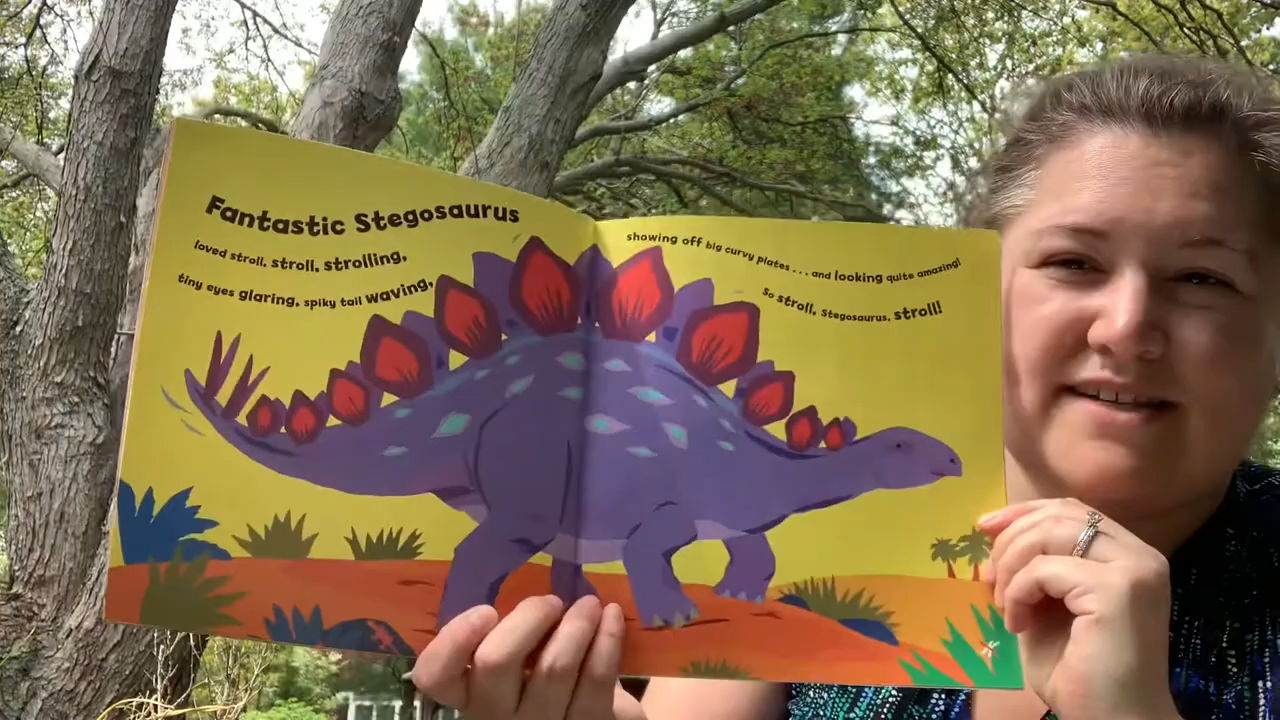 Fantastic Stegosaurus
loved stroll, stroll, strolling,
tiny eyes glaring, spiky tail waving,
showing off big curvy plates... and looking quite amazing!
So stroll, Stegosaurus, stroll!